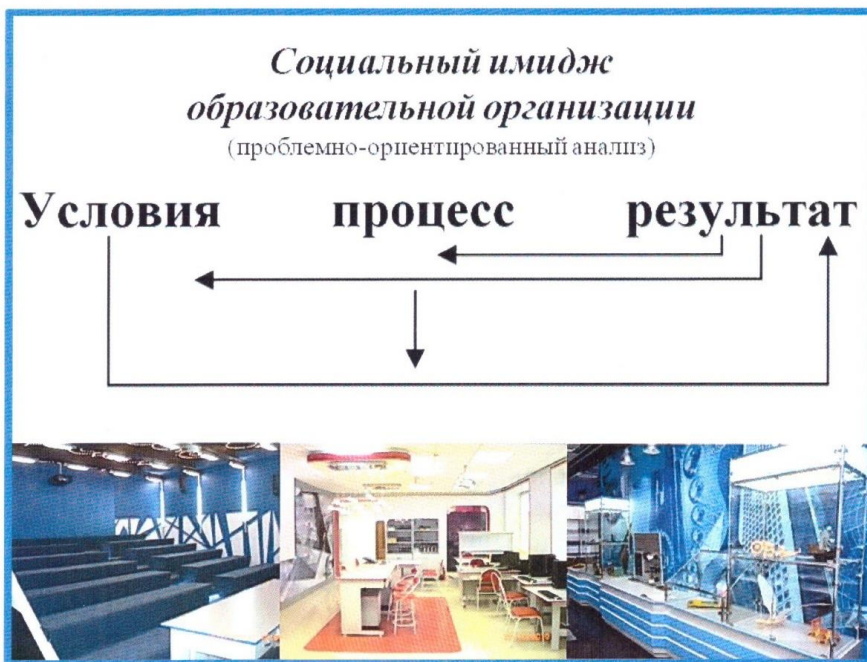 Социальный имидж
образовательной организации
(проблемно-ориентированный анализ)
Условия процесс результат